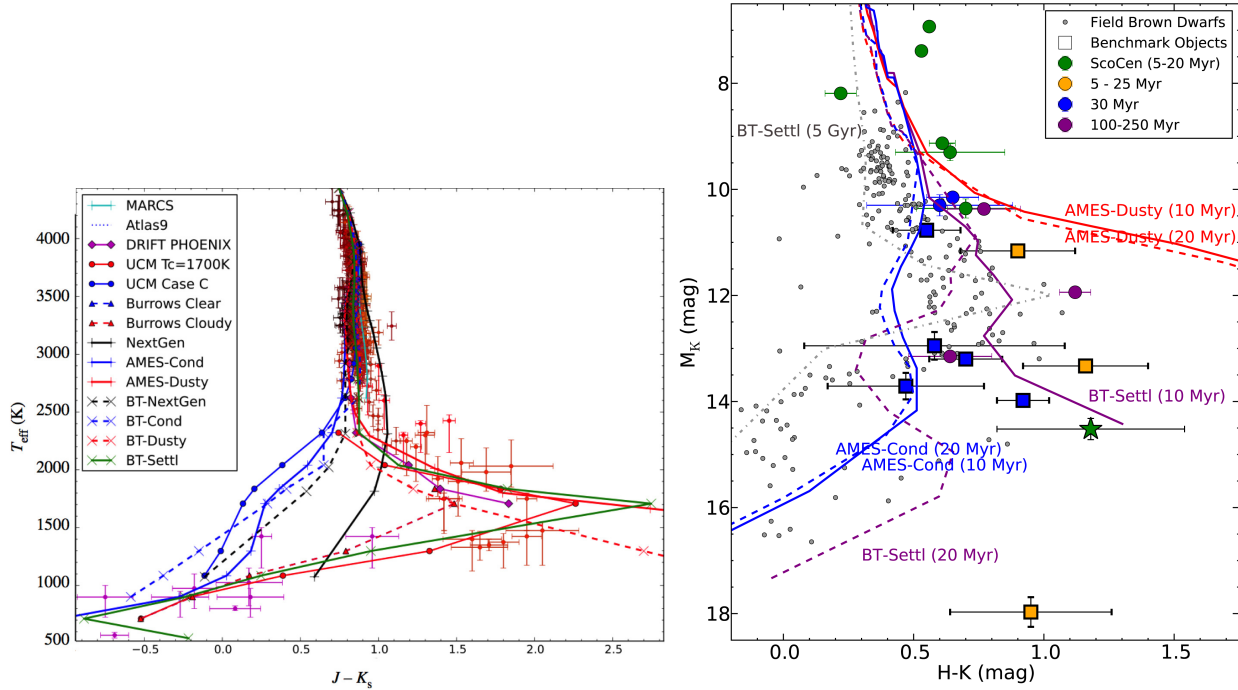 MARCS
Atlas9
DRIFT PHOENIX
UCM Tc=1700K
UCM Case C
Burrows Clear
Burrows Cloudy
NextGen
AMES-Cond
AMES-Dusty
BT-NextGen
BT-Cond
BT-Dusty
BT-Settl
4000
3500
3000
2500
2000
1500
1000
500
T_eff (K)
−0.5 0.0 0.5 1.0 1.5 2.0 2.5
J − K_s
Field Brown Dwarfs
Benchmark Objects
ScoCen (5-20 Myr)
5 - 25 Myr
30 Myr
100-250 Myr
BT-Settl (5 Gyr)
AMES-Dusty (10 Myr)
AMES-Dusty (20 Myr)
BT-Settl (10 Myr)
AMES-Cond (20 Myr)
AMES-Cond (10 Myr)
BT-Settl (20 Myr)
8
10
12
14
16
18
M_K (mag)
0.0 0.5 1.0 1.5
H-K (mag)